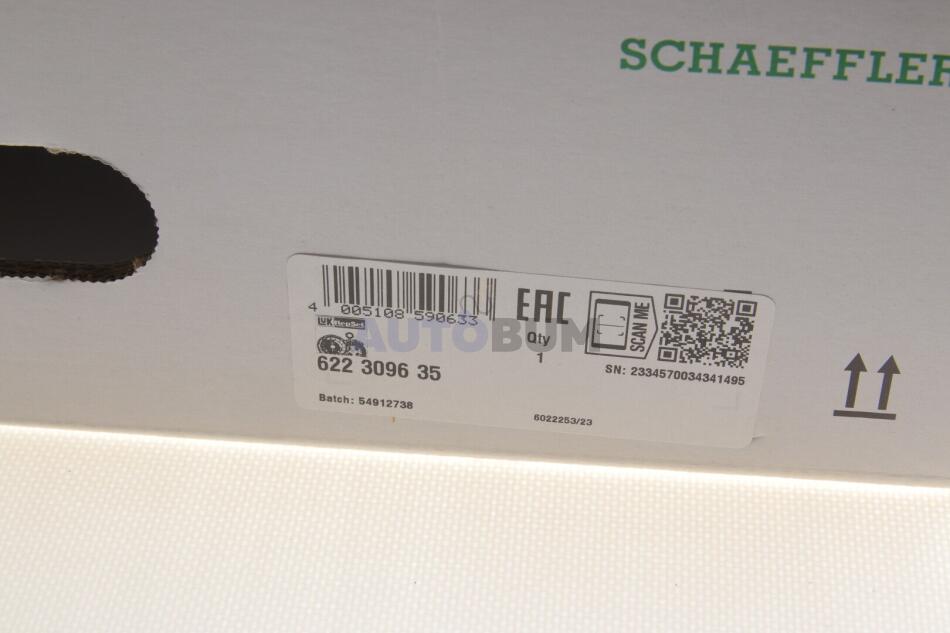 SCHAEFFLER
4 005108 590633
EAC
SCAN ME
LuK RepSet
AUTOBUM
Qty
1
622 3096 35
SN: 2334570034341495
Batch: 54912738
6022253/23